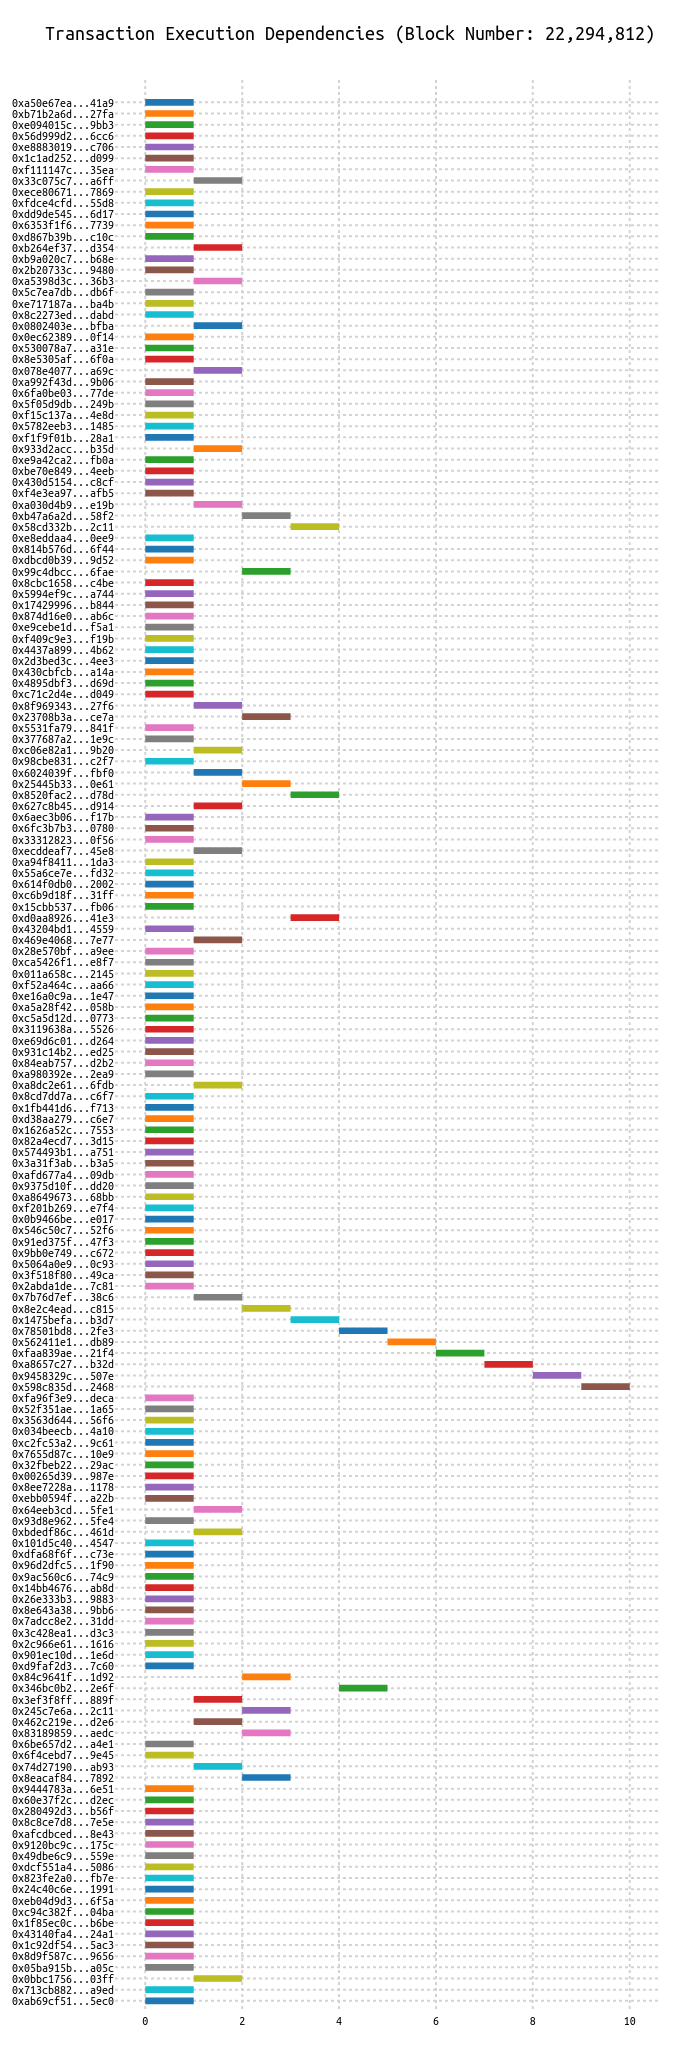 Transaction Execution Dependencies (Block Number: 22,294,812)
0xa50e67ea...41a9
0xb71b2a6d...27fa
0xe094015c...9bb3
0x56d999d2...6cc6
0xe8883019...c706
0x1c1ad252...d099
0xf111147c...35ea
0x33c075c7...a6ff
0xece80671...7869
0xfdce4cfd...55d8
0xdd9de545...6d17
0x6353f1f6...7739
0xd867b39b...c10c
0xb264ef37...d354
0xb9a020c7...b68e
0x2b20733c...9480
0xa5398d3c...36b3
0x5c7ea7db...db6f
0xe717187a...ba4b
0x8c2273ed...dabd
0x0802403e...bfba
0x0ec62389...0f14
0x530078a7...a31e
0x8e5305af...6f0a
0x078e4077...a69c
0xa992f43d...9b06
0x6fa0be03...77de
0x5f05d9db...249b
0xf15c137a...4e8d
0x5782eeb3...1485
0xf1f9f01b...28a1
0x933d2acc...b35d
0xe9a42ca2...fb0a
0xbe70e849...4eeb
0x430d5154...c8cf
0xf4e3ea97...afb5
0xa030d4b9...e19b
0xb47a6a2d...58f2
0x58cd332b...2c11
0xe8eddaa4...0ee9
0x814b576d...6f44
0xdbcd0b39...9d52
0x99c4dbcc...6fae
0x8cbc1658...c4be
0x5994ef9c...a744
0x17429996...b844
0x874d16e0...ab6c
0xe9cebe1d...f5a1
0xf409c9e3...f19b
0x4437a899...4b62
0x2d3bed3c...4ee3
0x430cbfcb...a14a
0x4895dbf3...d69d
0xc71c2d4e...d049
0x8f969343...27f6
0x23708b3a...ce7a
0x5531fa79...841f
0x377687a2...1e9c
0xc06e82a1...9b20
0x98cbe831...c2f7
0x6024039f...fbf0
0x25445b33...0e61
0x8520fac2...d78d
0x627c8b45...d914
0x6aec3b06...f17b
0x6fc3b7b3...0780
0x33312823...0f56
0xecddeaf7...45e8
0xa94f8411...1da3
0x55a6ce7e...fd32
0x614f0db0...2002
0xc6b9d18f...31ff
0x15cbb537...fb06
0xd0aa8926...41e3
0x43204bd1...4559
0x469e4068...7e77
0x28e570bf...a9ee
0xca5426f1...e8f7
0x011a658c...2145
0xf52a464c...aa66
0xe16a0c9a...1e47
0xa5a28f42...058b
0xc5a5d12d...0773
0x3119638a...5526
0xe69d6c01...d264
0x931c14b2...ed25
0x84eab757...d2b2
0xa980392e...2ea9
0xa8dc2e61...6fdb
0x8cd7dd7a...c6f7
0x1fb441d6...f713
0xd38aa279...c6e7
0x1626a52c...7553
0x82a4ecd7...3d15
0x574493b1...a751
0x3a31f3ab...b3a5
0xafd677a4...09db
0x9375d10f...dd20
0xa8649673...68bb
0xf201b269...e7f4
0x0b9466be...e017
0x546c50c7...52f6
0x91ed375f...47f3
0x9bb0e749...c672
0x5064a0e9...0c93
0x3f518f80...49ca
0x2abda1de...7c81
0x7b76d7ef...38c6
0x8e2c4ead...c815
0x1475befa...b3d7
0x78501bd8...2fe3
0x562411e1...db89
0xfaa839ae...21f4
0xa8657c27...b32d
0x9458329c...507e
0x598c835d...2468
0xfa96f3e9...deca
0x52f351ae...1a65
0x3563d644...56f6
0x034beecb...4a10
0xc2fc53a2...9c61
0x7655d87c...10e9
0x32fbeb22...29ac
0x00265d39...987e
0x8ee7228a...1178
0xebb0594f...a22b
0x64eeb3cd...5fe1
0x93d8e962...5fe4
0xbdedf86c...461d
0x101d5c40...4547
0xdfa68f6f...c73e
0x96d2dfc5...1f90
0x9ac560c6...74c9
0x14bb4676...ab8d
0x26e333b3...9883
0x8e643a38...9bb6
0x7adcc8e2...31dd
0x3c428ea1...d3c3
0x2c966e61...1616
0x901ec10d...1e6d
0xd9faf2d3...7c60
0x84c9641f...1d92
0x346bc0b2...2e6f
0x3ef3f8ff...889f
0x245c7e6a...2c11
0x462c219e...d2e6
0x83189859...aedc
0x6be657d2...a4e1
0x6f4cebd7...9e45
0x74d27190...ab93
0x8eacaf84...7892
0x9444783a...6e51
0x60e37f2c...d2ec
0x280492d3...b56f
0x8c8ce7d8...7e5e
0xafcdbced...8e43
0x9120bc9c...175c
0x49dbe6c9...559e
0xdcf551a4...5086
0x823fe2a0...fb7e
0x24c40c6e...1991
0xeb04d9d3...6f5a
0xc94c382f...04ba
0x1f85ec0c...b6be
0x43140fa4...24a1
0x1c92df54...5ac3
0x8d9f587c...9656
0x05ba915b...a05c
0x0bbc1756...03ff
0x713cb882...a9ed
0xab69cf51...5ec0
0 2 4 6 8 10